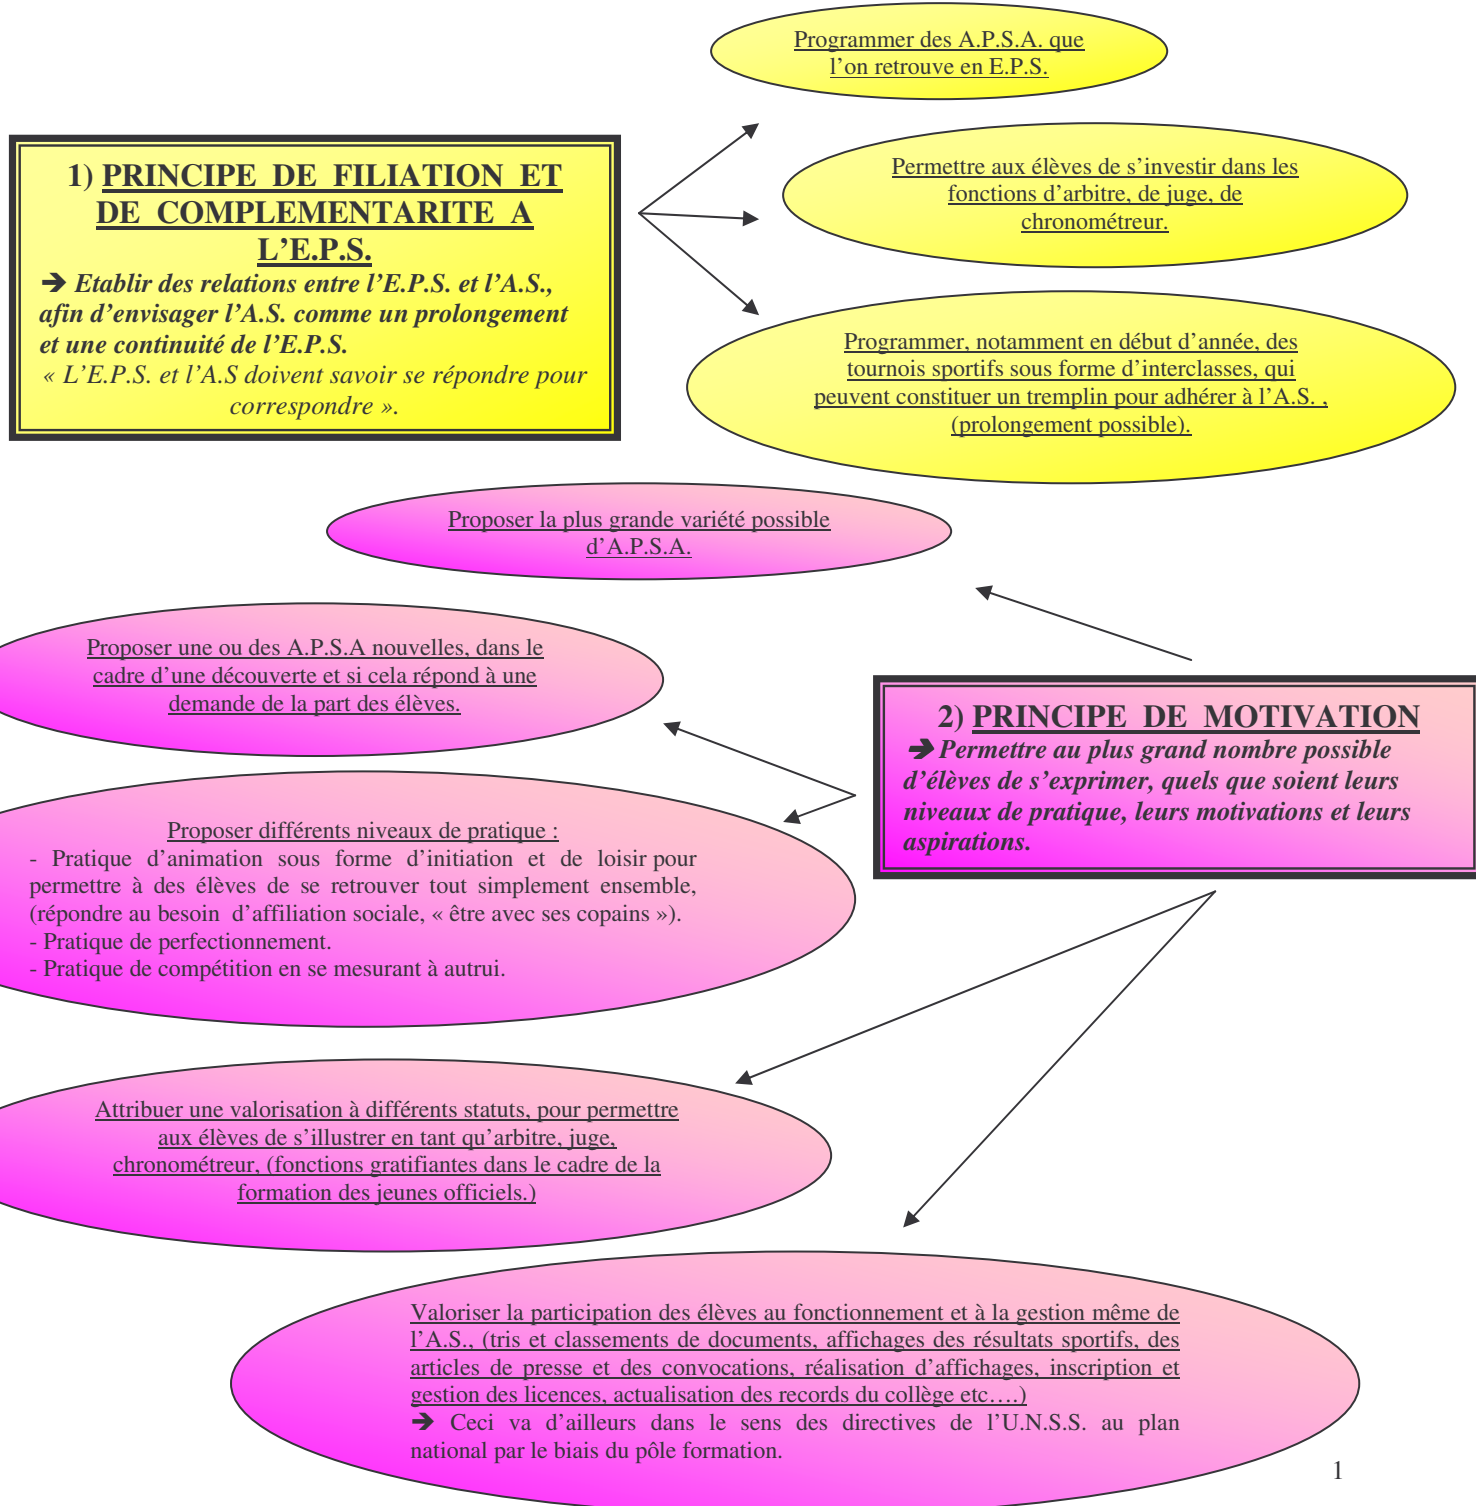 Programmer des A.P.S.A. que
l’on retrouve en E.P.S.
1) PRINCIPE DE FILIATION ET
DE COMPLEMENTARITE A
L’E.P.S.
➔ Etablir des relations entre l’E.P.S. et l’A.S.,
afin d’envisager l’A.S. comme un prolongement
et une continuité de l’E.P.S.
« L’E.P.S. et l’A.S doivent savoir se répondre pour
correspondre ».
Permettre aux élèves de s’investir dans les
fonctions d’arbitre, de juge, de
chronométreur.
Programmer, notamment en début d’année, des
tournois sportifs sous forme d’interclasses, qui
peuvent constituer un tremplin pour adhérer à l’A.S. ,
(prolongement possible).
Proposer la plus grande variété possible
d’A.P.S.A.
Proposer une ou des A.P.S.A nouvelles, dans le
cadre d’une découverte et si cela répond à une
demande de la part des élèves.
2) PRINCIPE DE MOTIVATION
➔ Permettre au plus grand nombre possible
d’élèves de s’exprimer, quels que soient leurs
niveaux de pratique, leurs motivations et leurs
aspirations.
Proposer différents niveaux de pratique :
- Pratique d’animation sous forme d’initiation et de loisir pour
permettre à des élèves de se retrouver tout simplement ensemble,
(répondre au besoin d’affiliation sociale, « être avec ses copains »).
- Pratique de perfectionnement.
- Pratique de compétition en se mesurant à autrui.
Attribuer une valorisation à différents statuts, pour permettre
aux élèves de s’illustrer en tant qu’arbitre, juge,
chronométreur, (fonctions gratifiantes dans le cadre de la
formation des jeunes officiels.)
Valoriser la participation des élèves au fonctionnement et à la gestion même de
l’A.S., (tris et classements de documents, affichages des résultats sportifs, des
articles de presse et des convocations, réalisation d’affichages, inscription et
gestion des licences, actualisation des records du collège etc….)
➔ Ceci va d’ailleurs dans le sens des directives de l’U.N.S.S. au plan
national par le biais du pôle formation.
1